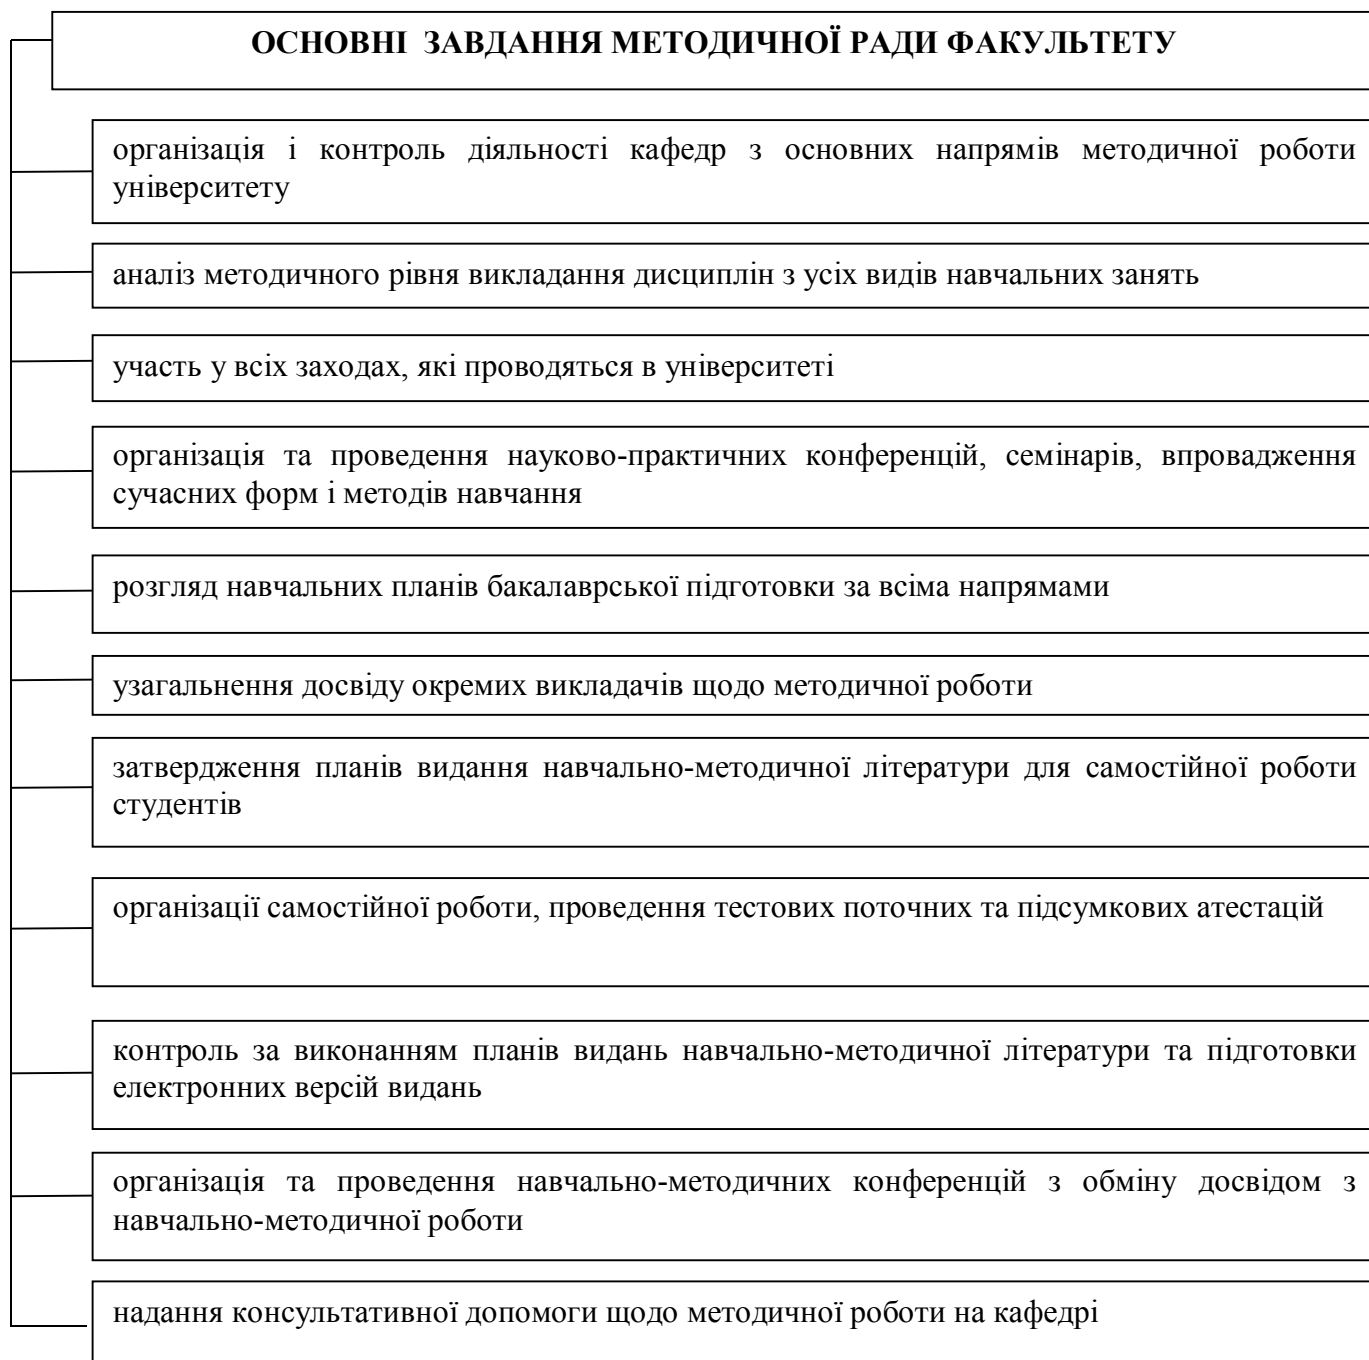 ОСНОВНІ ЗАВДАННЯ МЕТОДИЧНОЇ РАДИ ФАКУЛЬТЕТУ
організація і контроль діяльності кафедр з основних напрямів методичної роботи
університету
аналіз методичного рівня викладання дисциплін з усіх видів навчальних занять
участь у всіх заходах, які проводяться в університеті
організація та проведення науково-практичних конференцій, семінарів, впровадження
сучасних форм і методів навчання
розгляд навчальних планів бакалаврської підготовки за всіма напрямами
узагальнення досвіду окремих викладачів щодо методичної роботи
затвердження планів видання навчально-методичної літератури для самостійної роботи
студентів
організації самостійної роботи, проведення тестових поточних та підсумкових атестацій
контроль за виконанням планів видань навчально-методичної літератури та підготовки
електронних версій видань
організація та проведення навчально-методичних конференцій з обміну досвідом з
навчально-методичної роботи
надання консультативної допомоги щодо методичної роботи на кафедрі